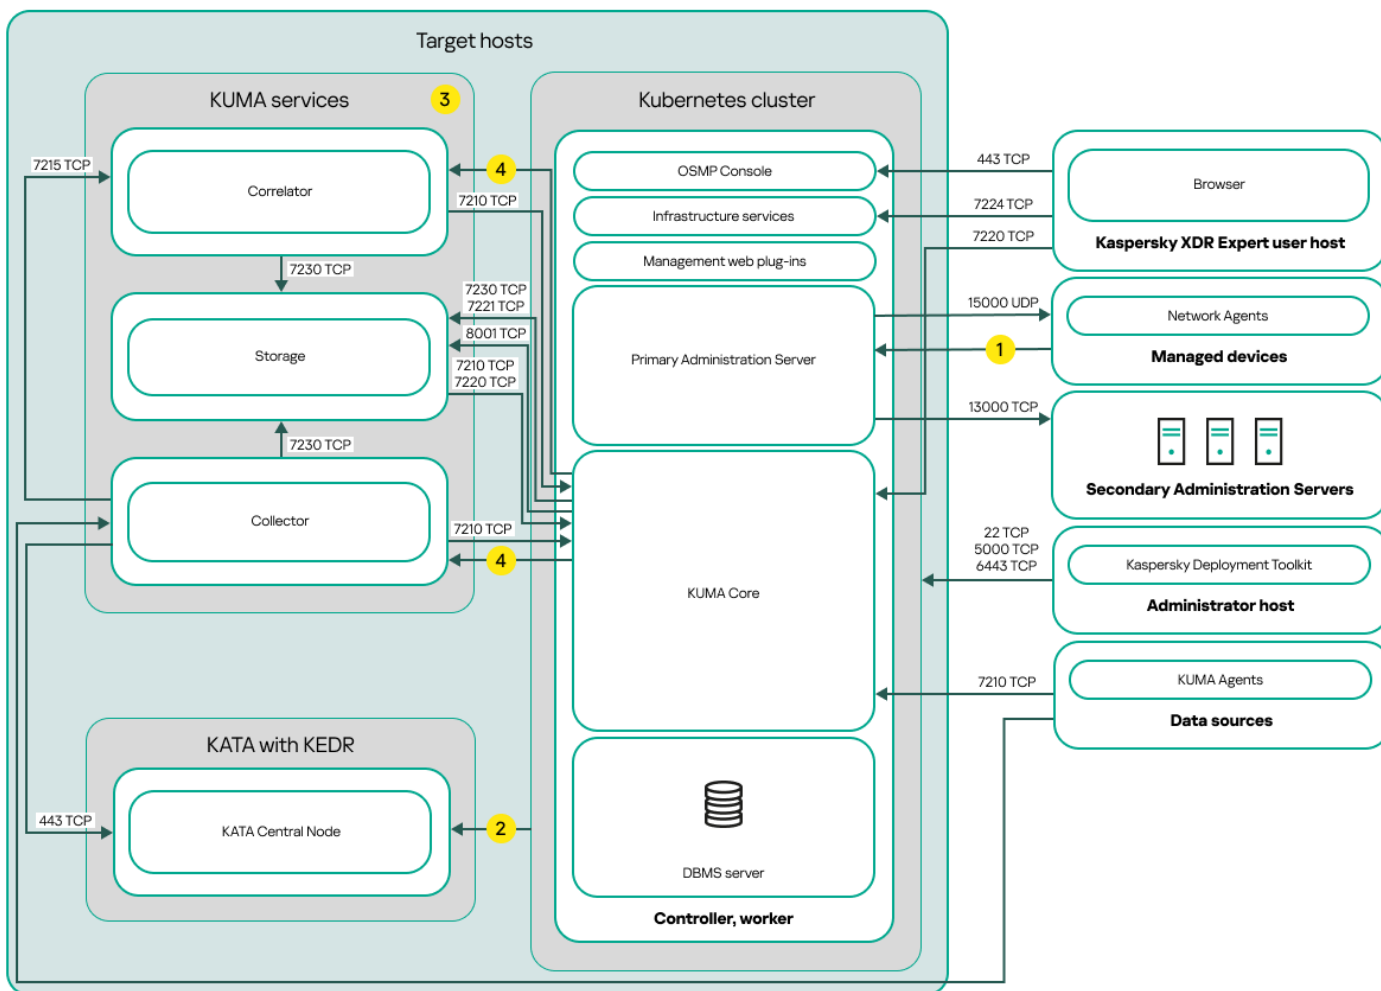 Target hosts
KUMA services
3
Correlator
7215 TCP
4
7210 TCP
7230 TCP
Storage
7230 TCP
7221 TCP
8001 TCP
7210 TCP
7220 TCP
7230 TCP
Collector
7210 TCP
4
KATA with KEDR
KATA Central Node
443 TCP
2
Kubernetes cluster
OSMP Console
Infrastructure services
Management web plug-ins
Primary Administration Server
KUMA Core
DBMS server
Controller, worker
443 TCP
7224 TCP
7220 TCP
Browser
Kaspersky XDR Expert user host
15000 UDP
1
Network Agents
Managed devices
13000 TCP
Secondary Administration Servers
22 TCP
5000 TCP
6443 TCP
Kaspersky Deployment Toolkit
Administrator host
7210 TCP
KUMA Agents
Data sources